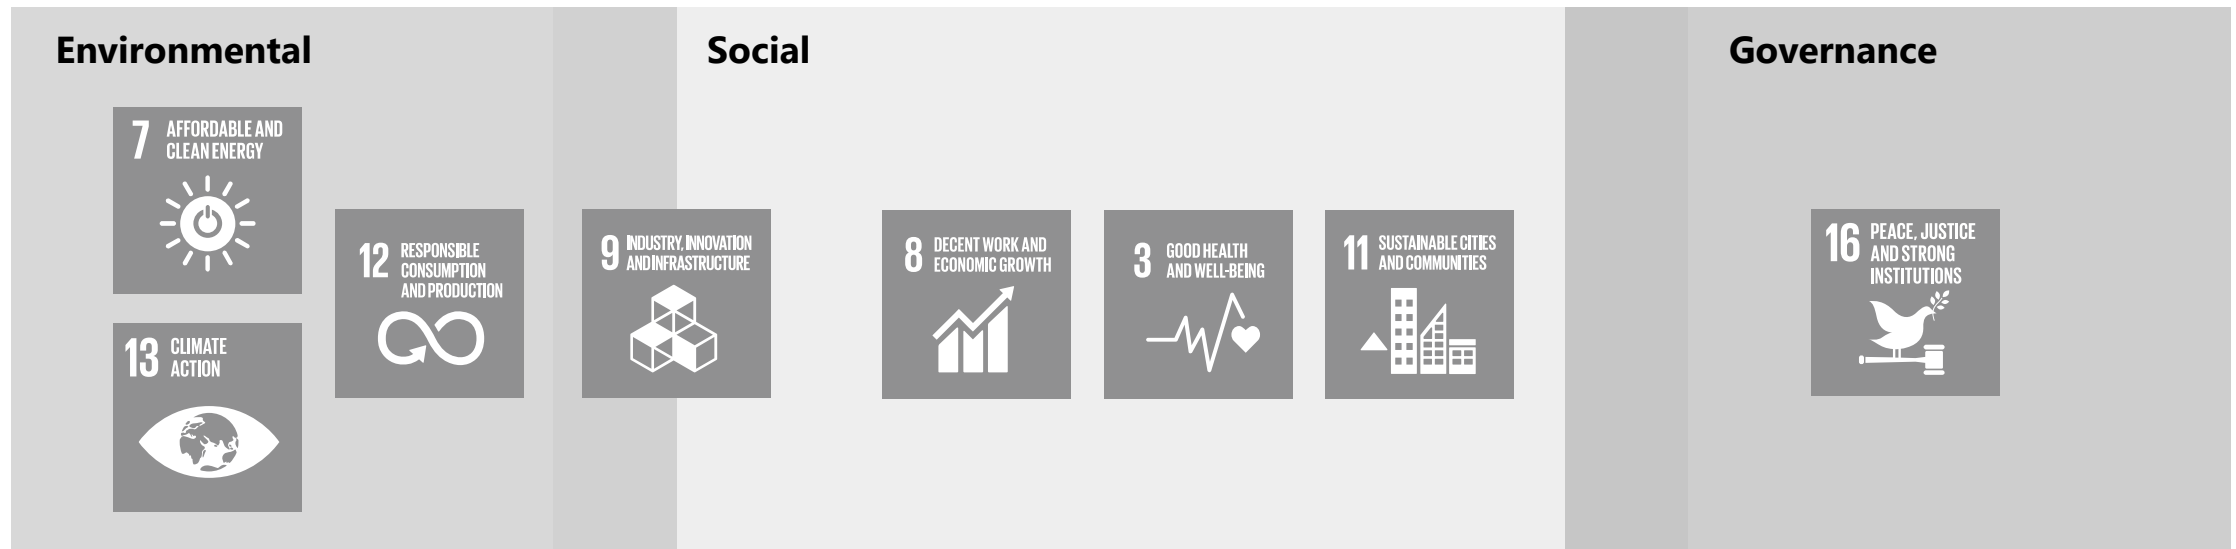 Environmental
Social
Governance
7
AFFORDABLE AND
CLEAN ENERGY
13
CLIMATE
ACTION
12
RESPONSIBLE
CONSUMPTION
AND PRODUCTION
9
INDUSTRY, INNOVATION
AND INFRASTRUCTURE
8
DECENT WORK AND
ECONOMIC GROWTH
3
GOOD HEALTH
AND WELL-BEING
11
SUSTAINABLE CITIES
AND COMMUNITIES
16
PEACE, JUSTICE
AND STRONG
INSTITUTIONS